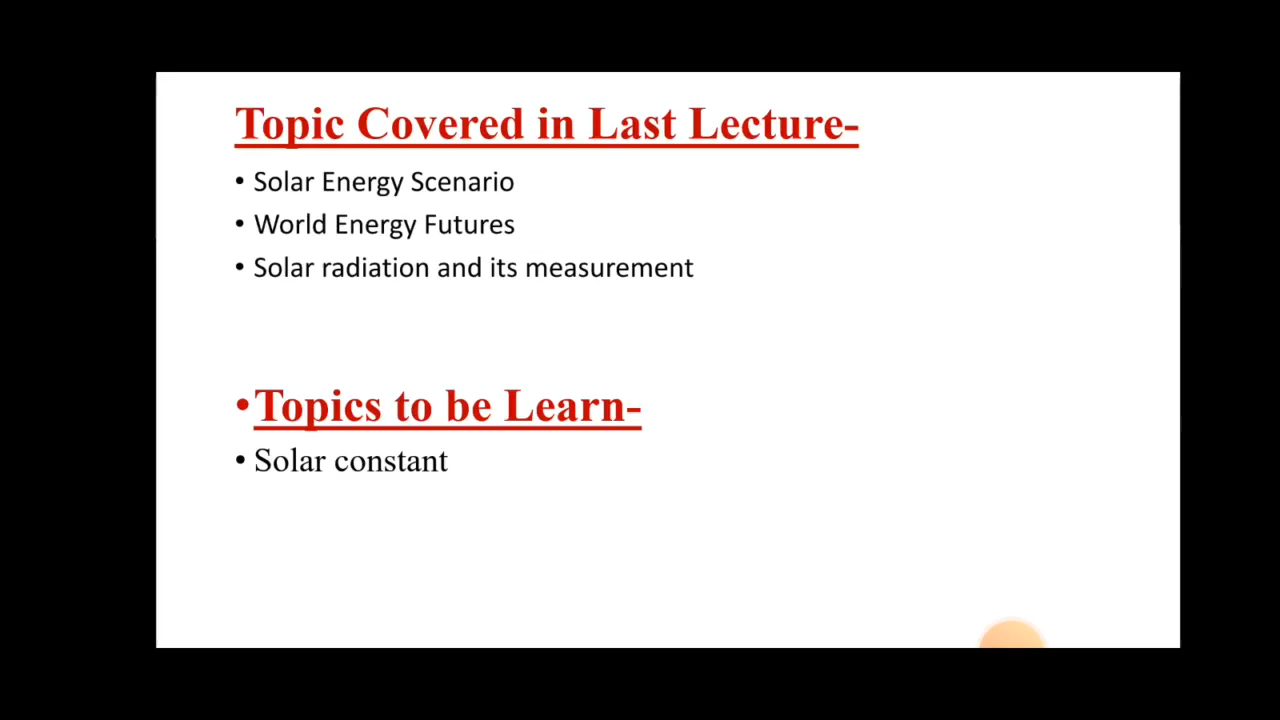 Topic Covered in Last Lecture-
• Solar Energy Scenario
• World Energy Futures
• Solar radiation and its measurement
•Topics to be Learn-
• Solar constant